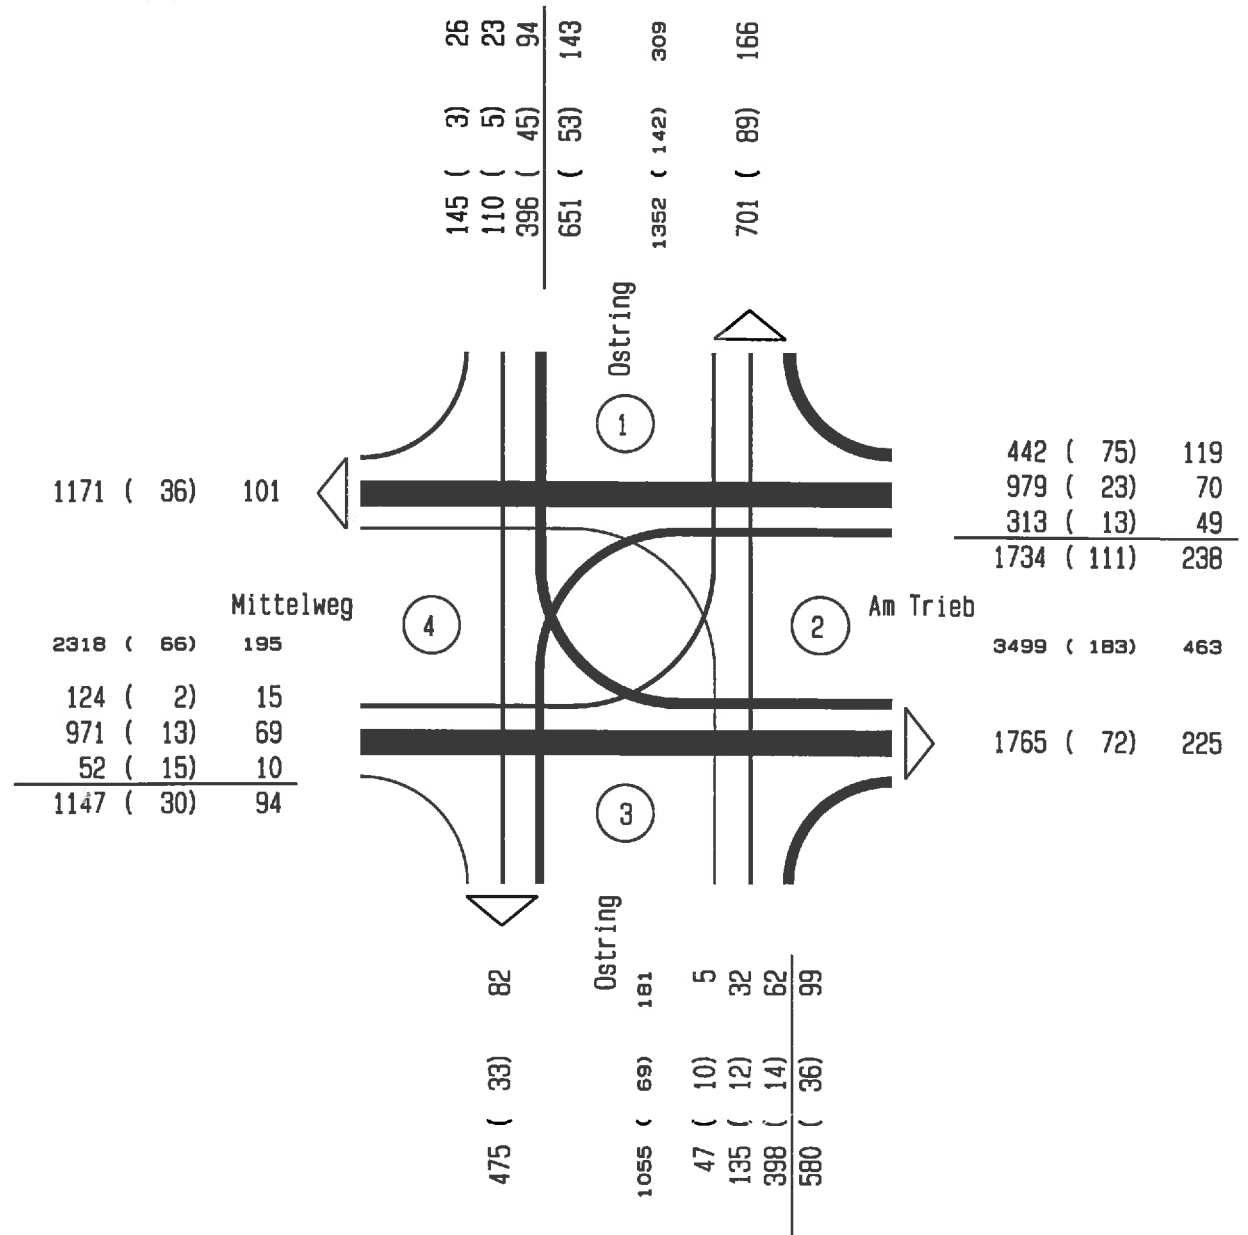 145 ( 3) 26
110 ( 5) 23
396 ( 45) 94
651 ( 53) 143
1352 ( 142) 309
701 ( 89) 166
Ostring
1
442 ( 75) 119
979 ( 23) 70
313 ( 13) 49
1734 ( 111) 238
1171 ( 36) 101
Mittelweg
4
2
Am Trieb
2318 ( 66) 195
3499 ( 183) 463
124 ( 2) 15
971 ( 13) 69
52 ( 15) 10
1147 ( 30) 94
1765 ( 72) 225
3
Ostring
475 ( 33) 82
1055 ( 69) 181
47 ( 10) 5
135 ( 12) 32
398 ( 14) 62
580 ( 36) 99